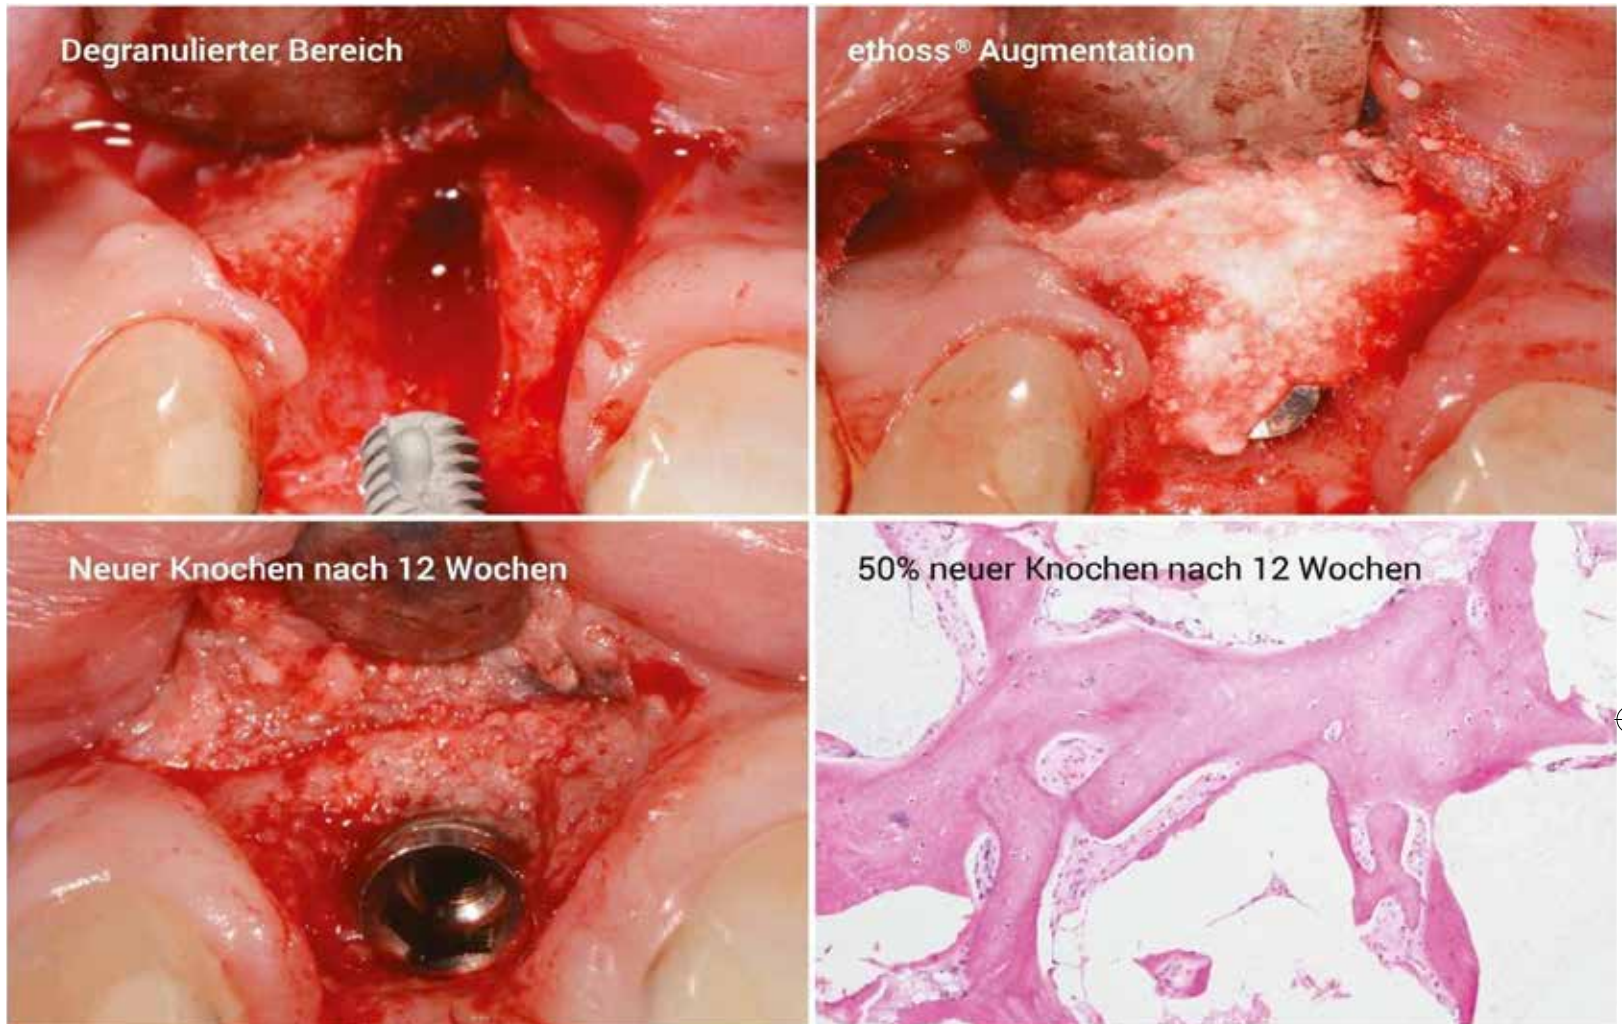 Degranulierter Bereich
ethoss® Augmentation
Neuer Knochen nach 12 Wochen
50% neuer Knochen nach 12 Wochen